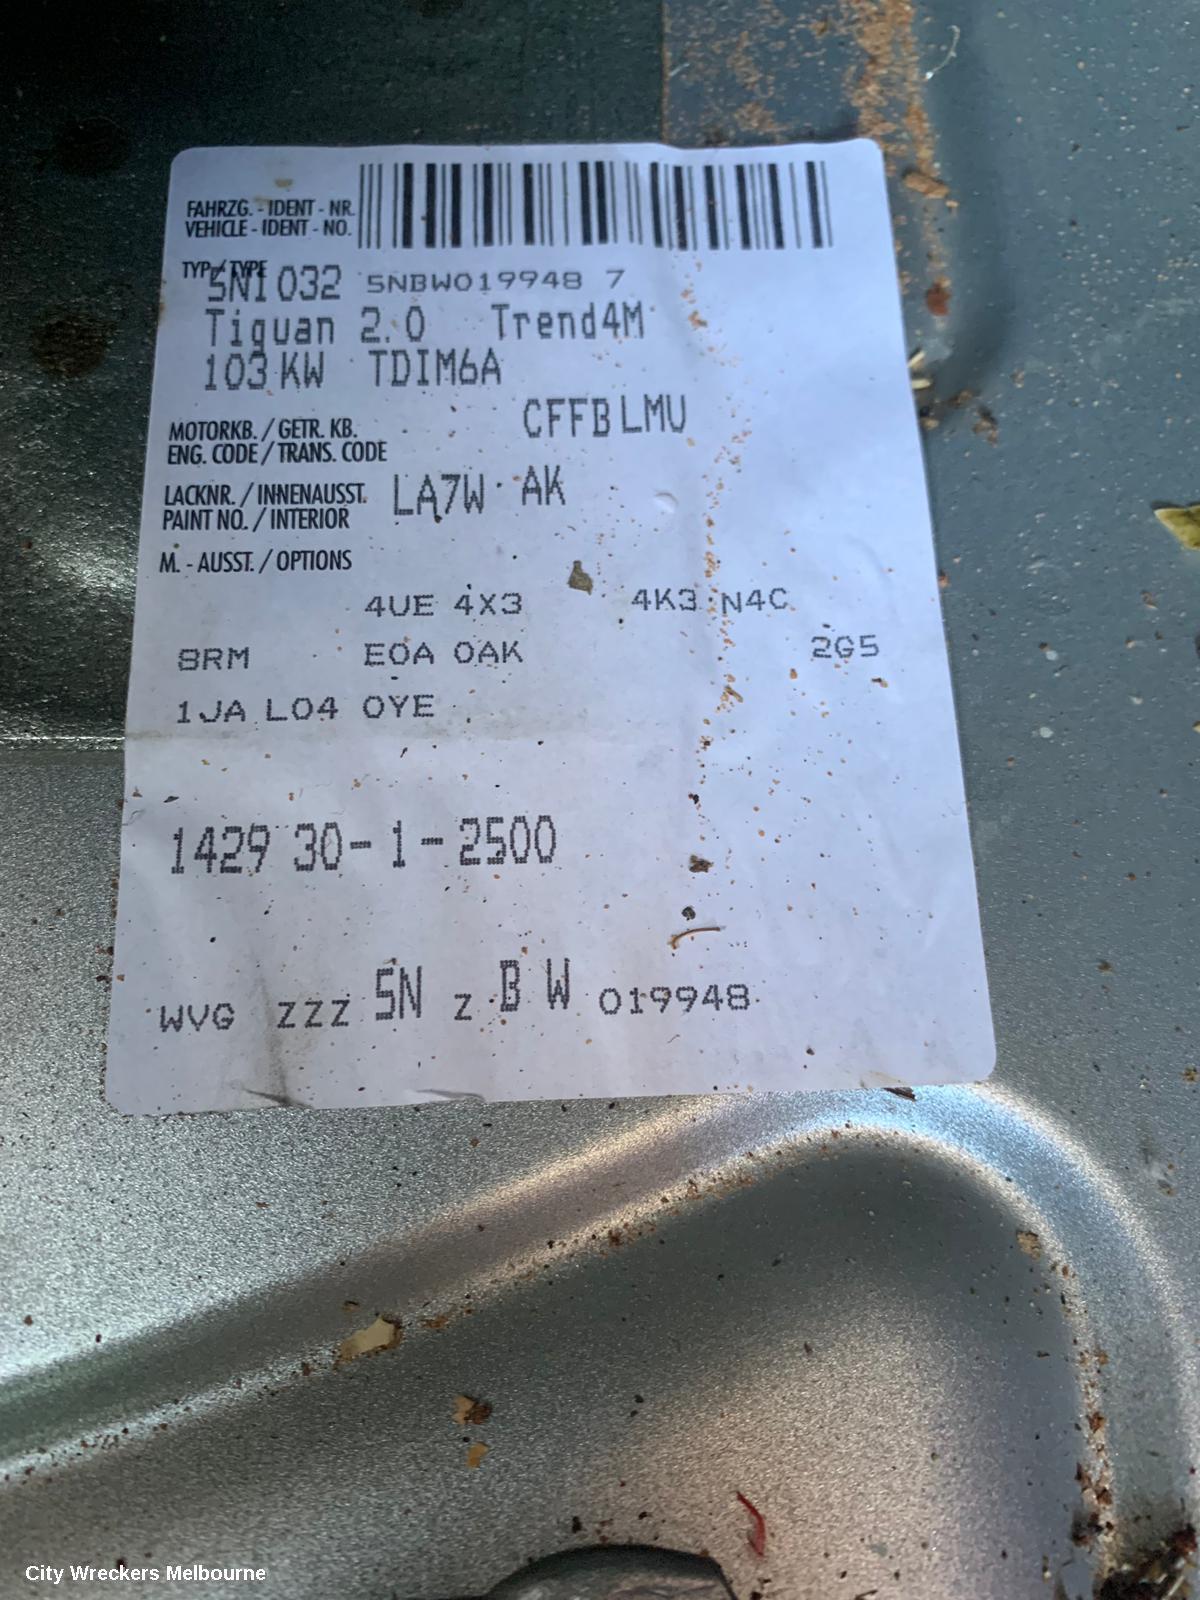 FAHRZG. - IDENT - NR.
VEHICLE - IDENT - NO.
TYP / TYPE
5N1032 5NBW019948 7
Tiguan 2.0 Trend4M
103 KW TDIM6A
CFFB LMU
MOTORKB. / GETR. KB.
ENG. CODE / TRANS. CODE
LACKNR. / INNENAUSST. LA7W AK
PAINT NO. / INTERIOR
M. - AUSST. / OPTIONS
4UE 4X3 4K3 N4C
8RM E0A 0AK 2G5
1JA L04 0YE
1429 30-1-2500
WVG ZZZ 5N Z B W 019948
City Wreckers Melbourne